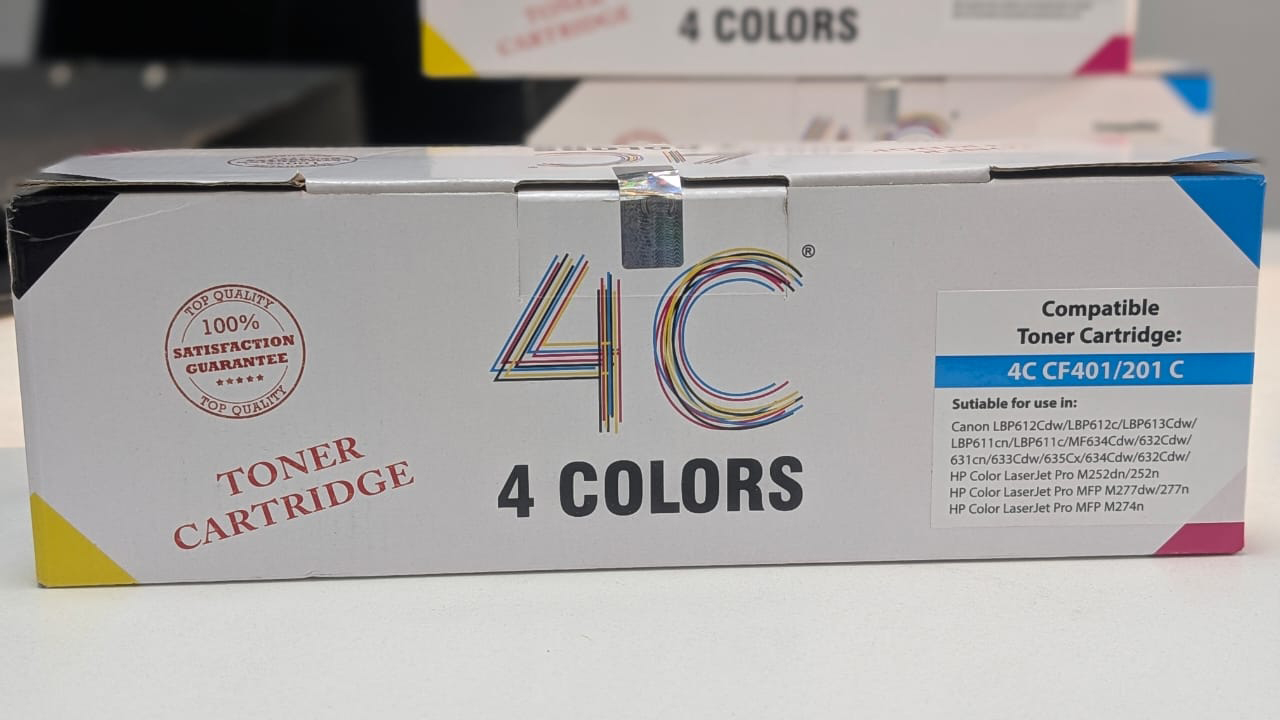 TONER
CARTRIDGE
4 COLORS
TOP QUALITY
100%
SATISFACTION
GUARANTEE
TOP QUALITY
TONER
CARTRIDGE
4C
®
4 COLORS
Compatible
Toner Cartridge:
4C CF401/201 C
Sutiable for use in:
Canon LBP612Cdw/LBP612c/LBP613Cdw/
LBP611cn/LBP611c/MF634Cdw/632Cdw/
631cn/633Cdw/635Cx/634Cdw/632Cdw/
HP Color LaserJet Pro M252dn/252n
HP Color LaserJet Pro MFP M277dw/277n
HP Color LaserJet Pro MFP M274n